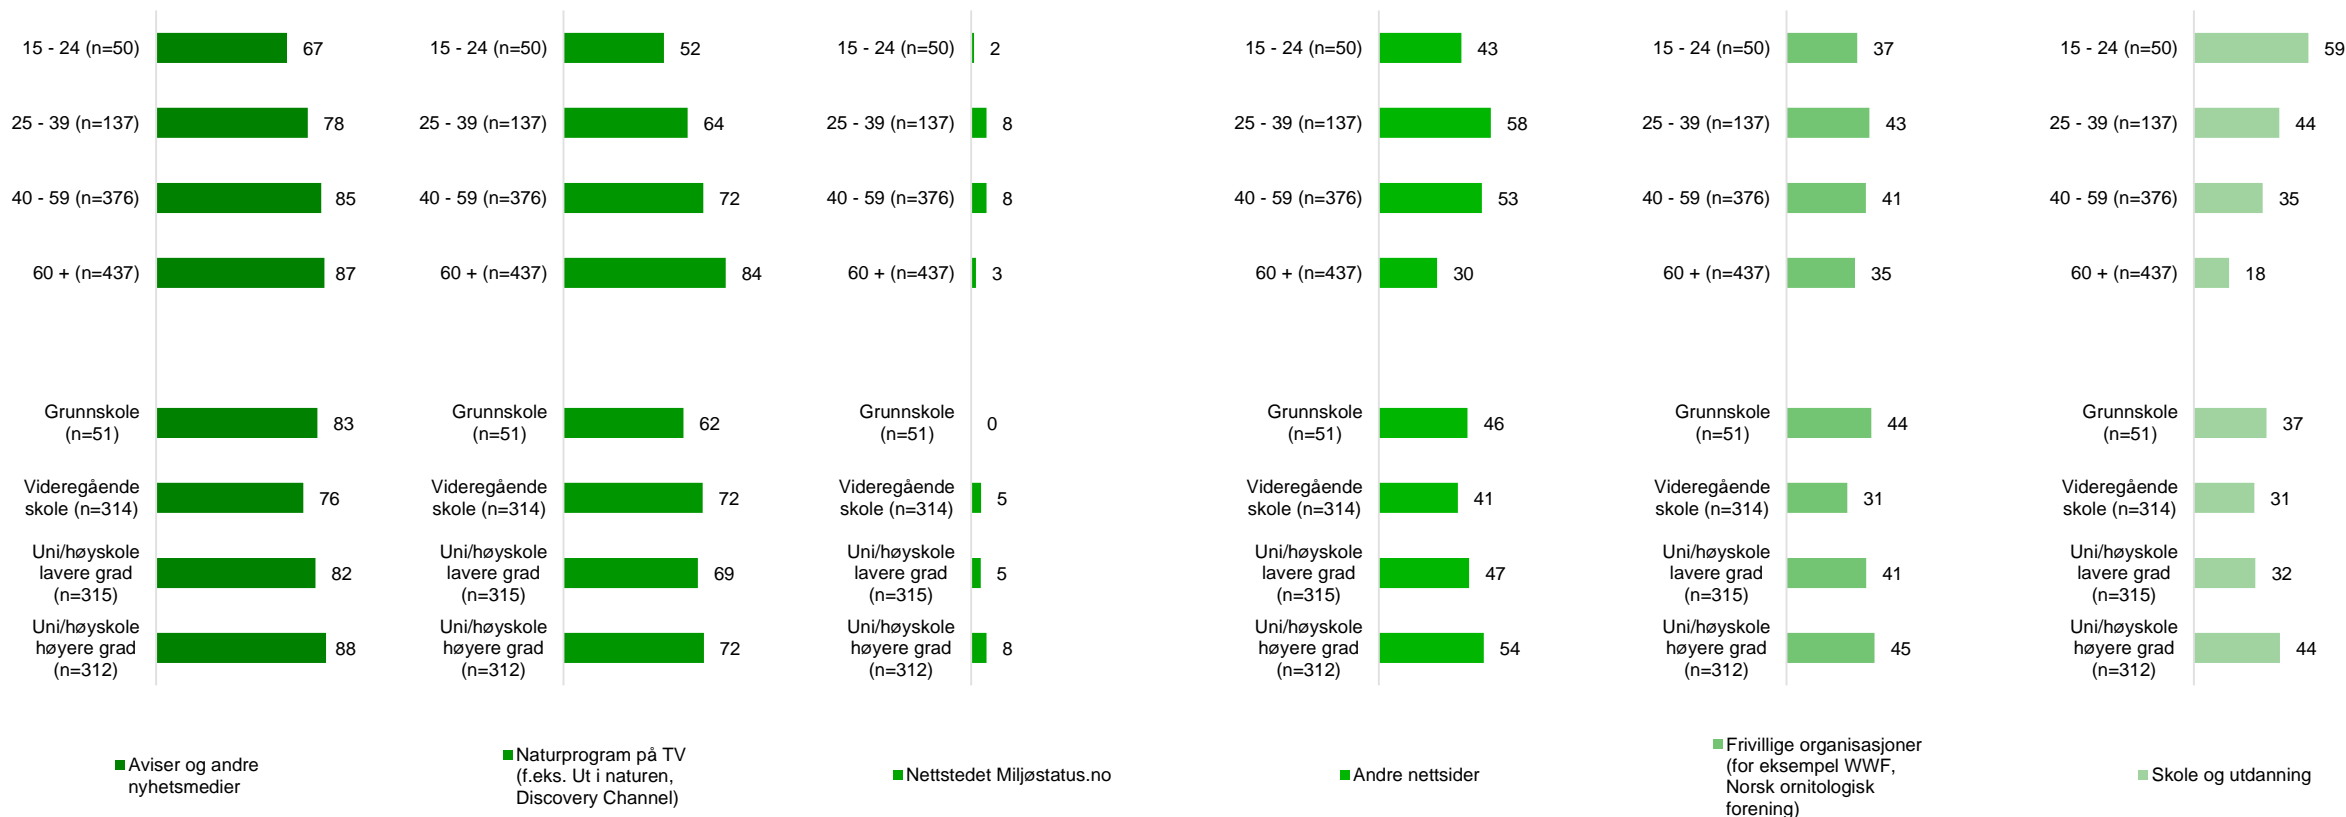 15 - 24 (n=50) 67 15 - 24 (n=50) 52 15 - 24 (n=50) 2 15 - 24 (n=50) 43 15 - 24 (n=50) 37 15 - 24 (n=50) 59
25 - 39 (n=137) 78 25 - 39 (n=137) 64 25 - 39 (n=137) 8 25 - 39 (n=137) 58 25 - 39 (n=137) 43 25 - 39 (n=137) 44
40 - 59 (n=376) 85 40 - 59 (n=376) 72 40 - 59 (n=376) 8 40 - 59 (n=376) 53 40 - 59 (n=376) 41 40 - 59 (n=376) 35
60 + (n=437) 87 60 + (n=437) 84 60 + (n=437) 3 60 + (n=437) 30 60 + (n=437) 35 60 + (n=437) 18
Grunnskole Grunnskole Grunnskole Grunnskole Grunnskole Grunnskole
(n=51) 83 (n=51) 62 (n=51) 0 (n=51) 46 (n=51) 44 (n=51) 37
Videregående Videregående Videregående Videregående Videregående Videregående
skole (n=314) 76 skole (n=314) 72 skole (n=314) 5 skole (n=314) 41 skole (n=314) 31 skole (n=314) 31
Uni/høyskole Uni/høyskole Uni/høyskole Uni/høyskole Uni/høyskole Uni/høyskole
lavere grad 82 lavere grad 69 lavere grad 5 lavere grad 47 lavere grad 41 lavere grad 32
(n=315) (n=315) (n=315) (n=315) (n=315) (n=315)
Uni/høyskole Uni/høyskole Uni/høyskole Uni/høyskole Uni/høyskole Uni/høyskole
høyere grad 88 høyere grad 72 høyere grad 8 høyere grad 54 høyere grad 45 høyere grad 44
(n=312) (n=312) (n=312) (n=312) (n=312) (n=312)
Aviser og andre
nyhetsmedier
Naturprogram på TV
(f.eks. Ut i naturen,
Discovery Channel)
Nettstedet Miljøstatus.no
Andre nettsider
Frivillige organisasjoner
(for eksempel WWF,
Norsk ornitologisk
forening)
Skole og utdanning